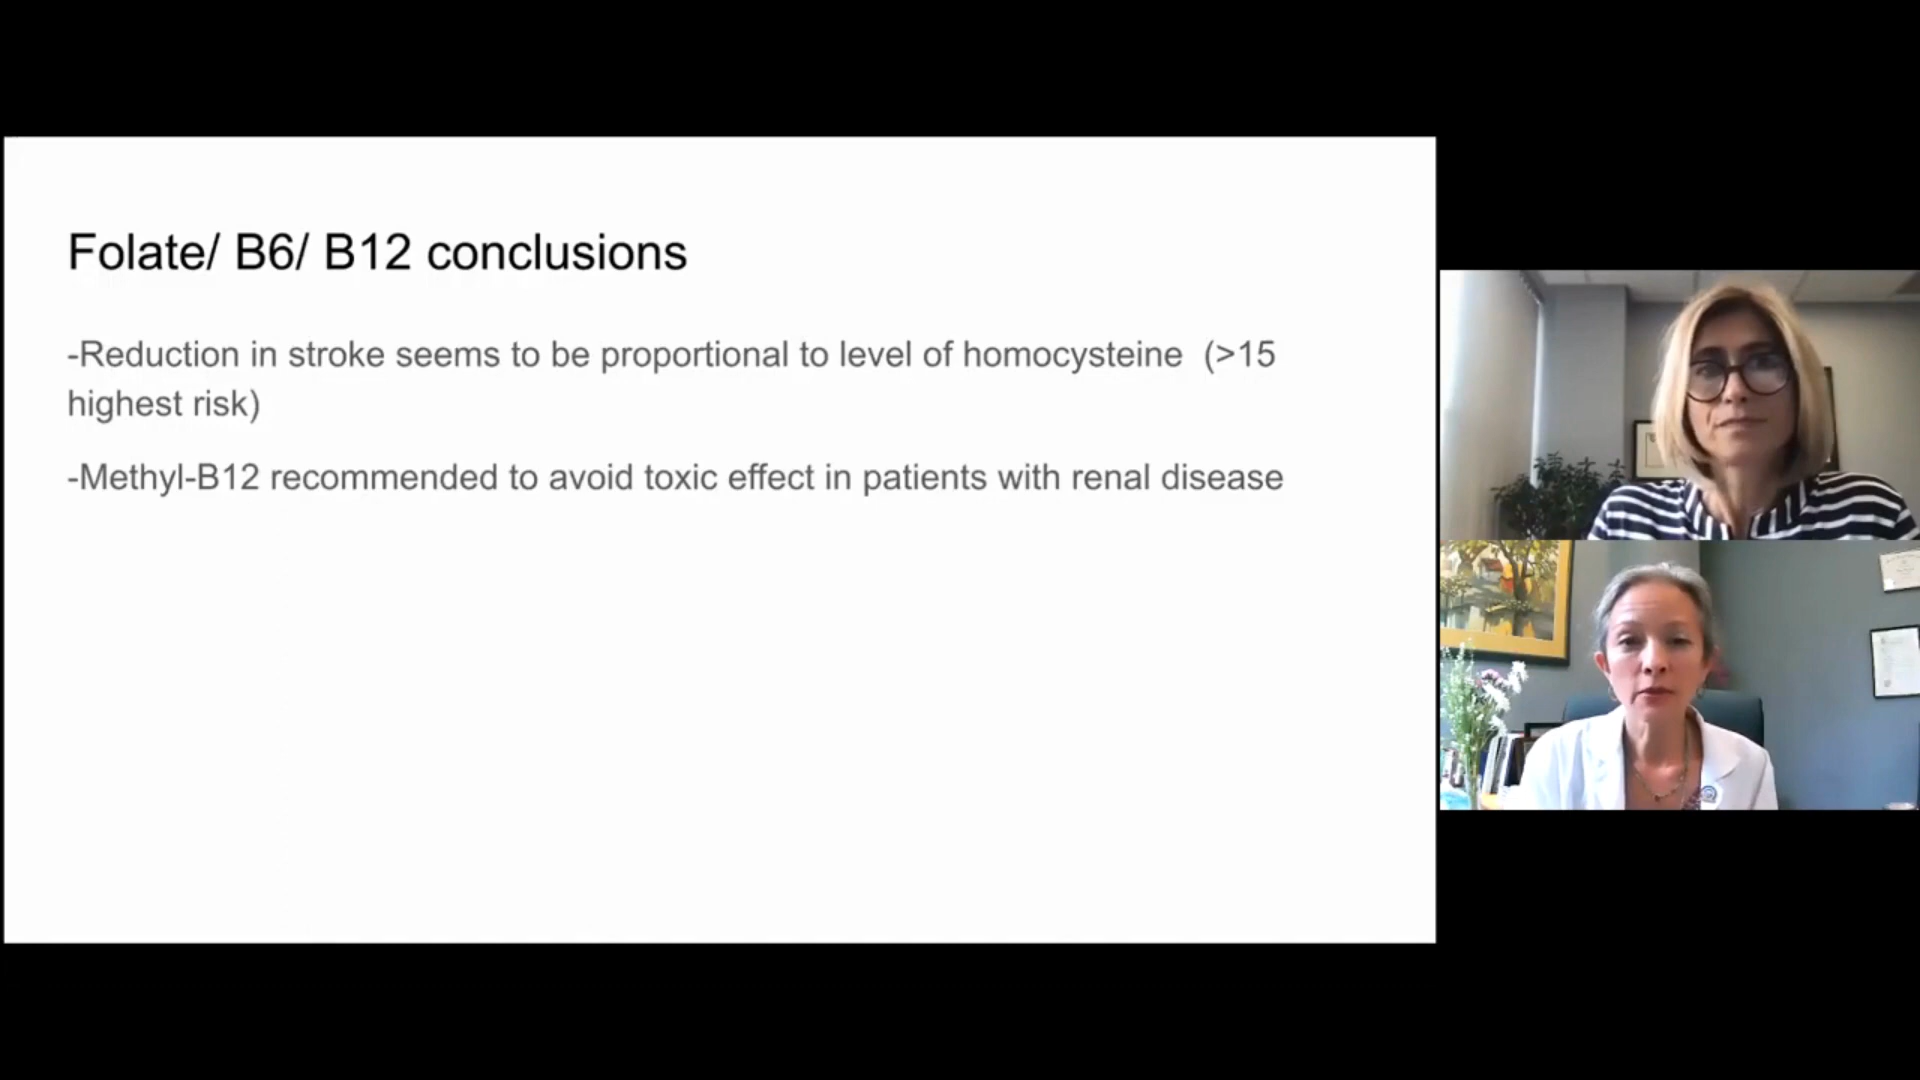 Folate/ B6/ B12 conclusions
-Reduction in stroke seems to be proportional to level of homocysteine (>15
highest risk)
-Methyl-B12 recommended to avoid toxic effect in patients with renal disease